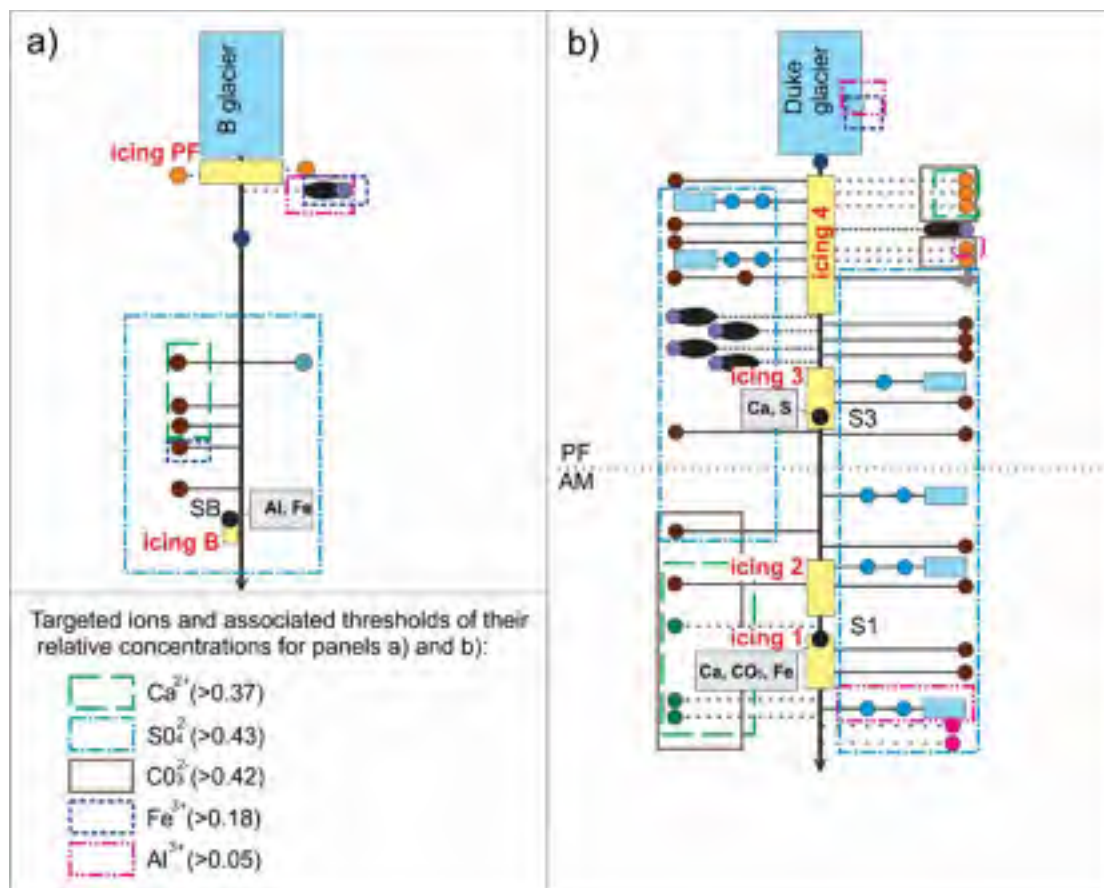 a)
B glacier
icing PF
SB
Al, Fe
icing B
b)
Duke
glacier
icing 4
icing 3
Ca, S
S3
PF
AM
icing 2
icing 1
S1
Ca, CO₃, Fe
Targeted ions and associated thresholds of their
relative concentrations for panels a) and b):
Ca²⁺(>0.37)
SO₄²⁻(>0.43)
CO₃²⁻(>0.42)
Fe³⁺(>0.18)
Al³⁺(>0.05)